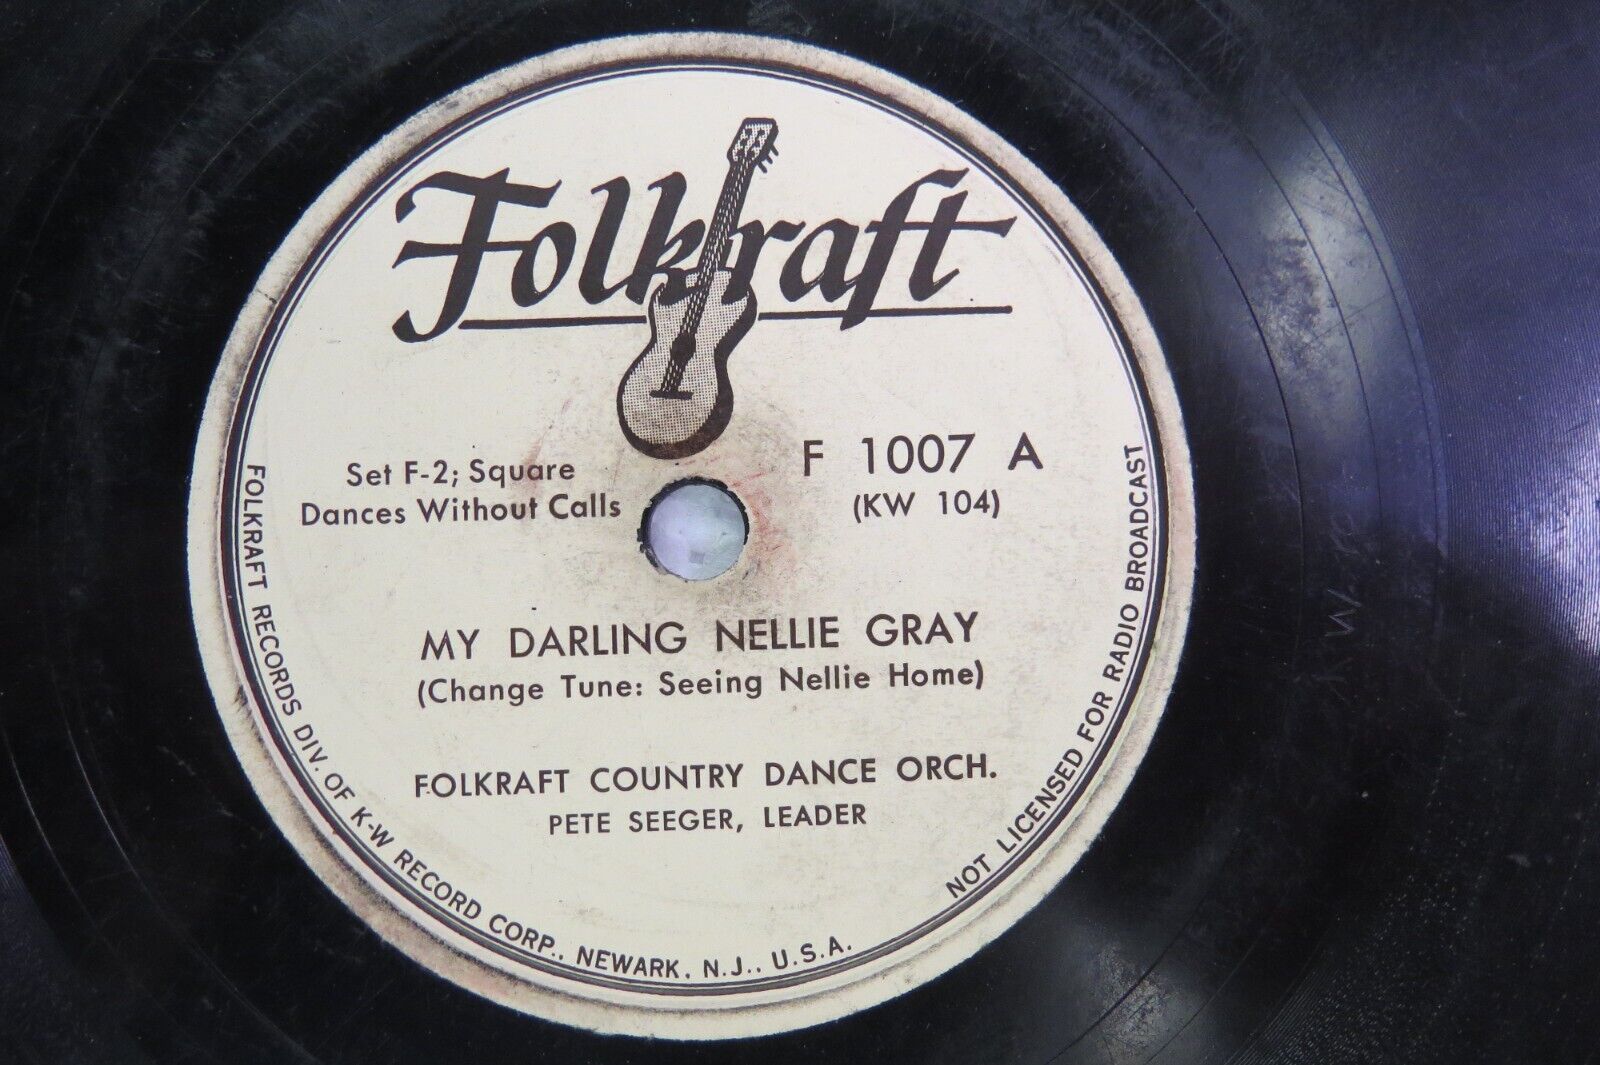 Folkraft
Set F-2; Square
Dances Without Calls
F 1007 A
(KW 104)
MY DARLING NELLIE GRAY
(Change Tune: Seeing Nellie Home)
FOLKRAFT COUNTRY DANCE ORCH.
PETE SEEGER, LEADER
FOLKRAFT RECORDS DIV. OF K-W RECORD CORP., NEWARK, N.J., U.S.A.
NOT LICENSED FOR RADIO BROADCAST